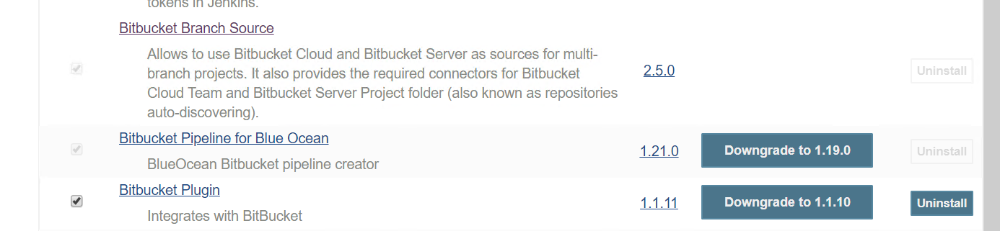 tokens in Jenkins.
Bitbucket Branch Source
Allows to use Bitbucket Cloud and Bitbucket Server as sources for multi-
branch projects. It also provides the required connectors for Bitbucket
Cloud Team and Bitbucket Server Project folder (also known as repositories
auto-discovering).
2.5.0
Uninstall
Bitbucket Pipeline for Blue Ocean
BlueOcean Bitbucket pipeline creator
1.21.0
Downgrade to 1.19.0
Uninstall
Bitbucket Plugin
Integrates with BitBucket
1.1.11
Downgrade to 1.1.10
Uninstall